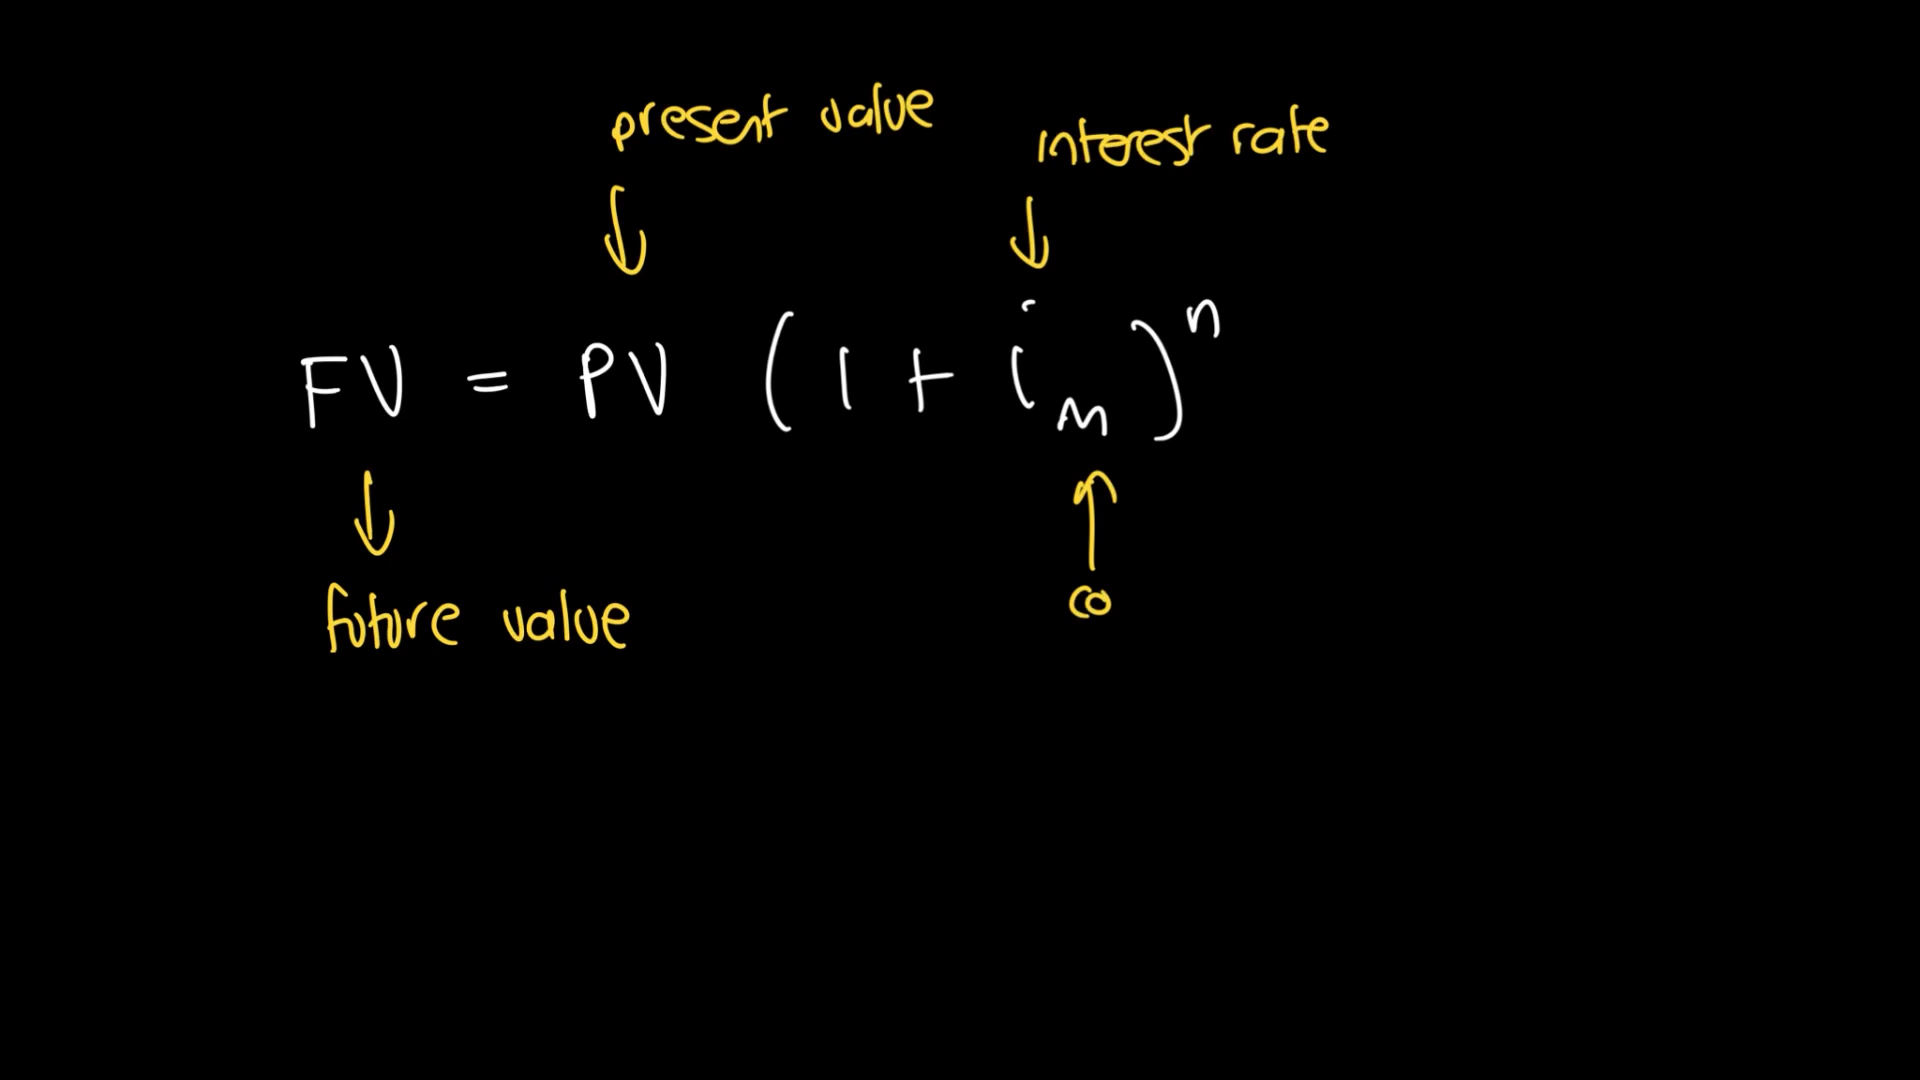 present value
interest rate
FV = PV (1 + i_m)^n
future value
co